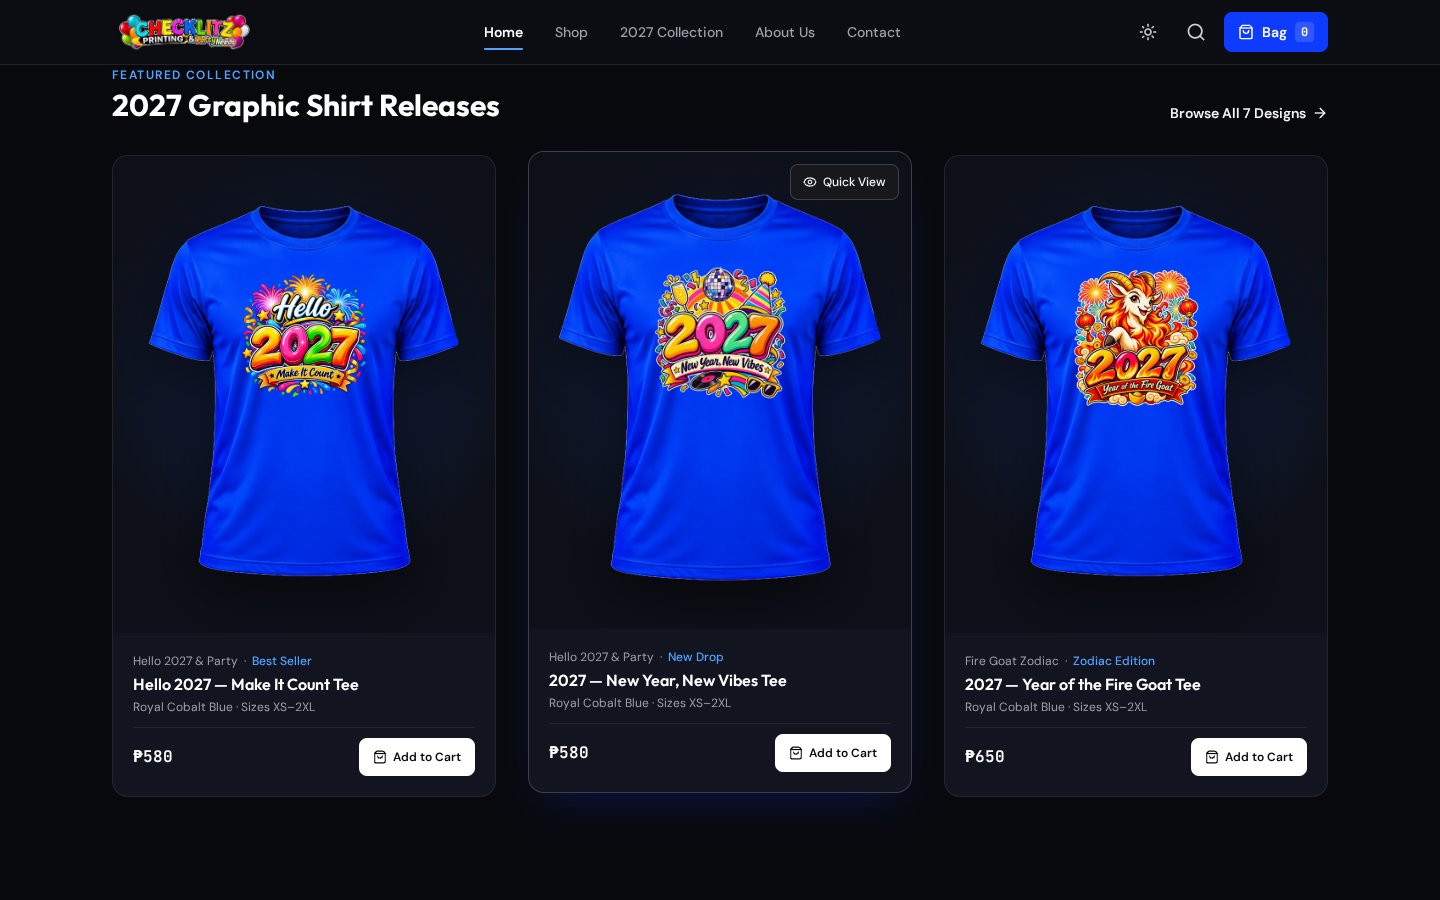 CHECKLITZ
PRINTING & Party Needs
Home
Shop
2027 Collection
About Us
Contact
Bag 0
FEATURED COLLECTION
2027 Graphic Shirt Releases
Browse All 7 Designs
Hello
2027
Make It Count
Quick View
2027
New Year, New Vibes
2027
Year of the Fire Goat
Hello 2027 & Party · Best Seller
Hello 2027 — Make It Count Tee
Royal Cobalt Blue · Sizes XS–2XL
₱580
Add to Cart
Hello 2027 & Party · New Drop
2027 — New Year, New Vibes Tee
Royal Cobalt Blue · Sizes XS–2XL
₱580
Add to Cart
Fire Goat Zodiac · Zodiac Edition
2027 — Year of the Fire Goat Tee
Royal Cobalt Blue · Sizes XS–2XL
₱650
Add to Cart